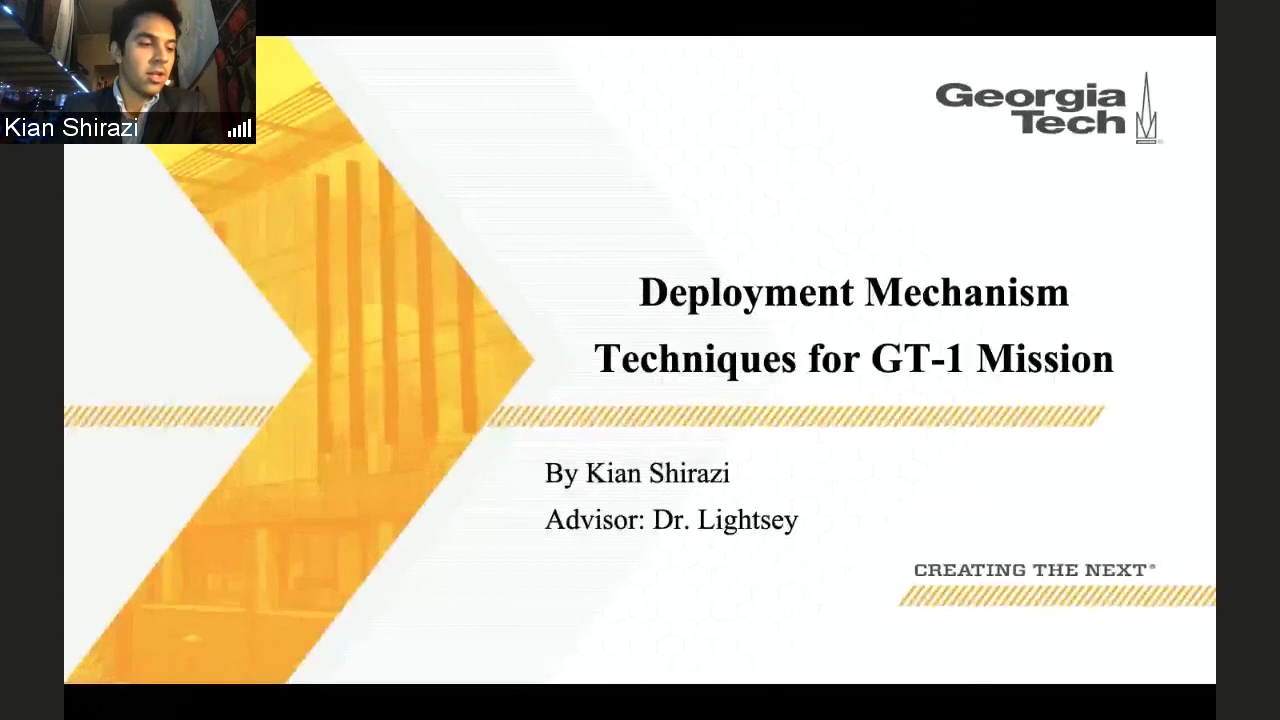 Kian Shirazi
Georgia
Tech
Deployment Mechanism
Techniques for GT-1 Mission
By Kian Shirazi
Advisor: Dr. Lightsey
CREATING THE NEXT®